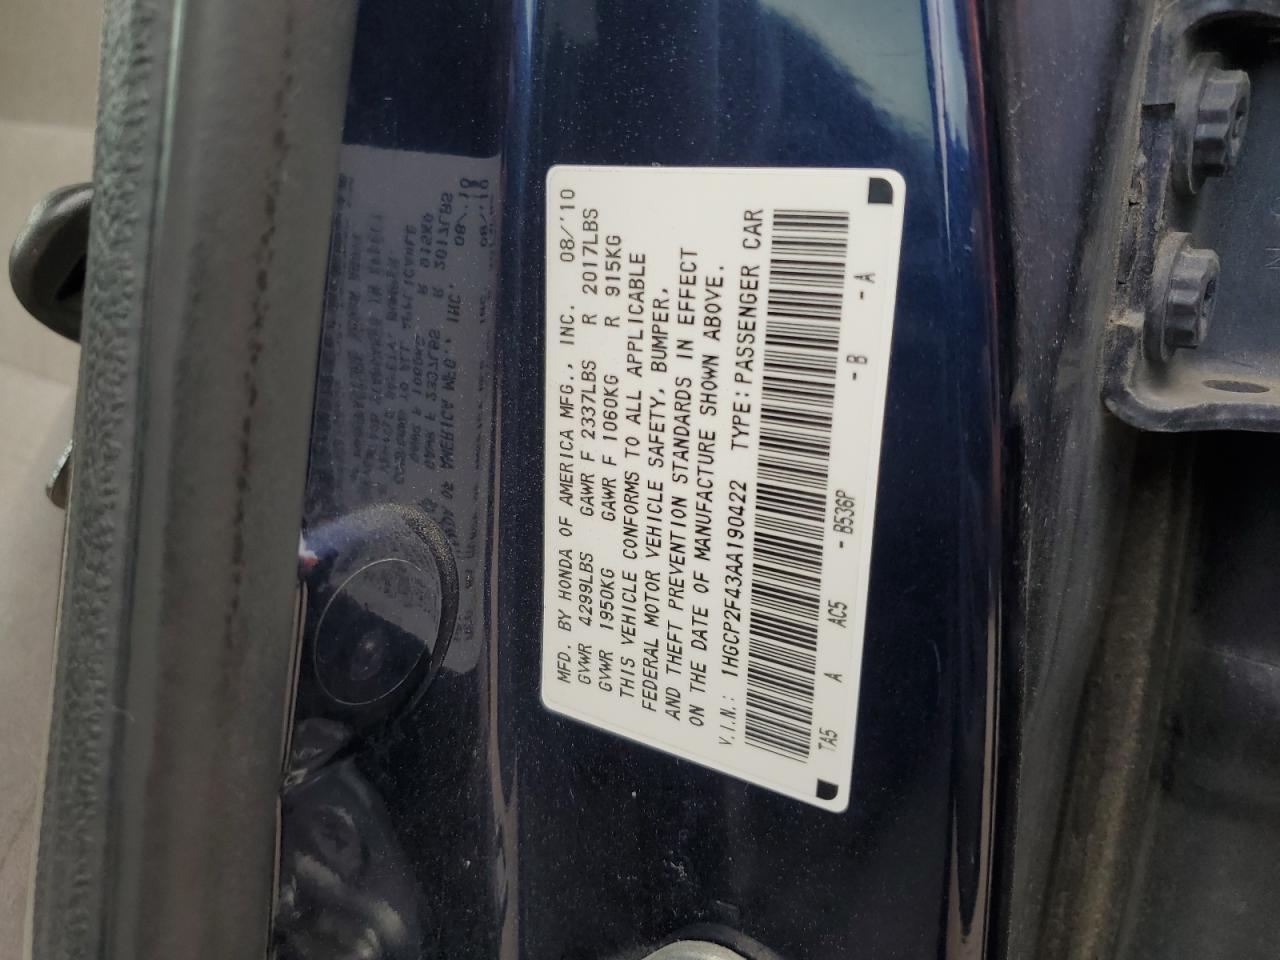 MFD. BY HONDA OF AMERICA MFG., INC. 08/'10
GVWR 4299LBS GAWR F 2337LBS R 2017LBS
GVWR 1950KG GAWR F 1060KG R 915KG
THIS VEHICLE CONFORMS TO ALL APPLICABLE
FEDERAL MOTOR VEHICLE SAFETY, BUMPER,
AND THEFT PREVENTION STANDARDS IN EFFECT
ON THE DATE OF MANUFACTURE SHOWN ABOVE.
V.I.N.: 1HGCP2F43AA190422 TYPE: PASSENGER CAR
TA5 A AC5 - B536P - B - A